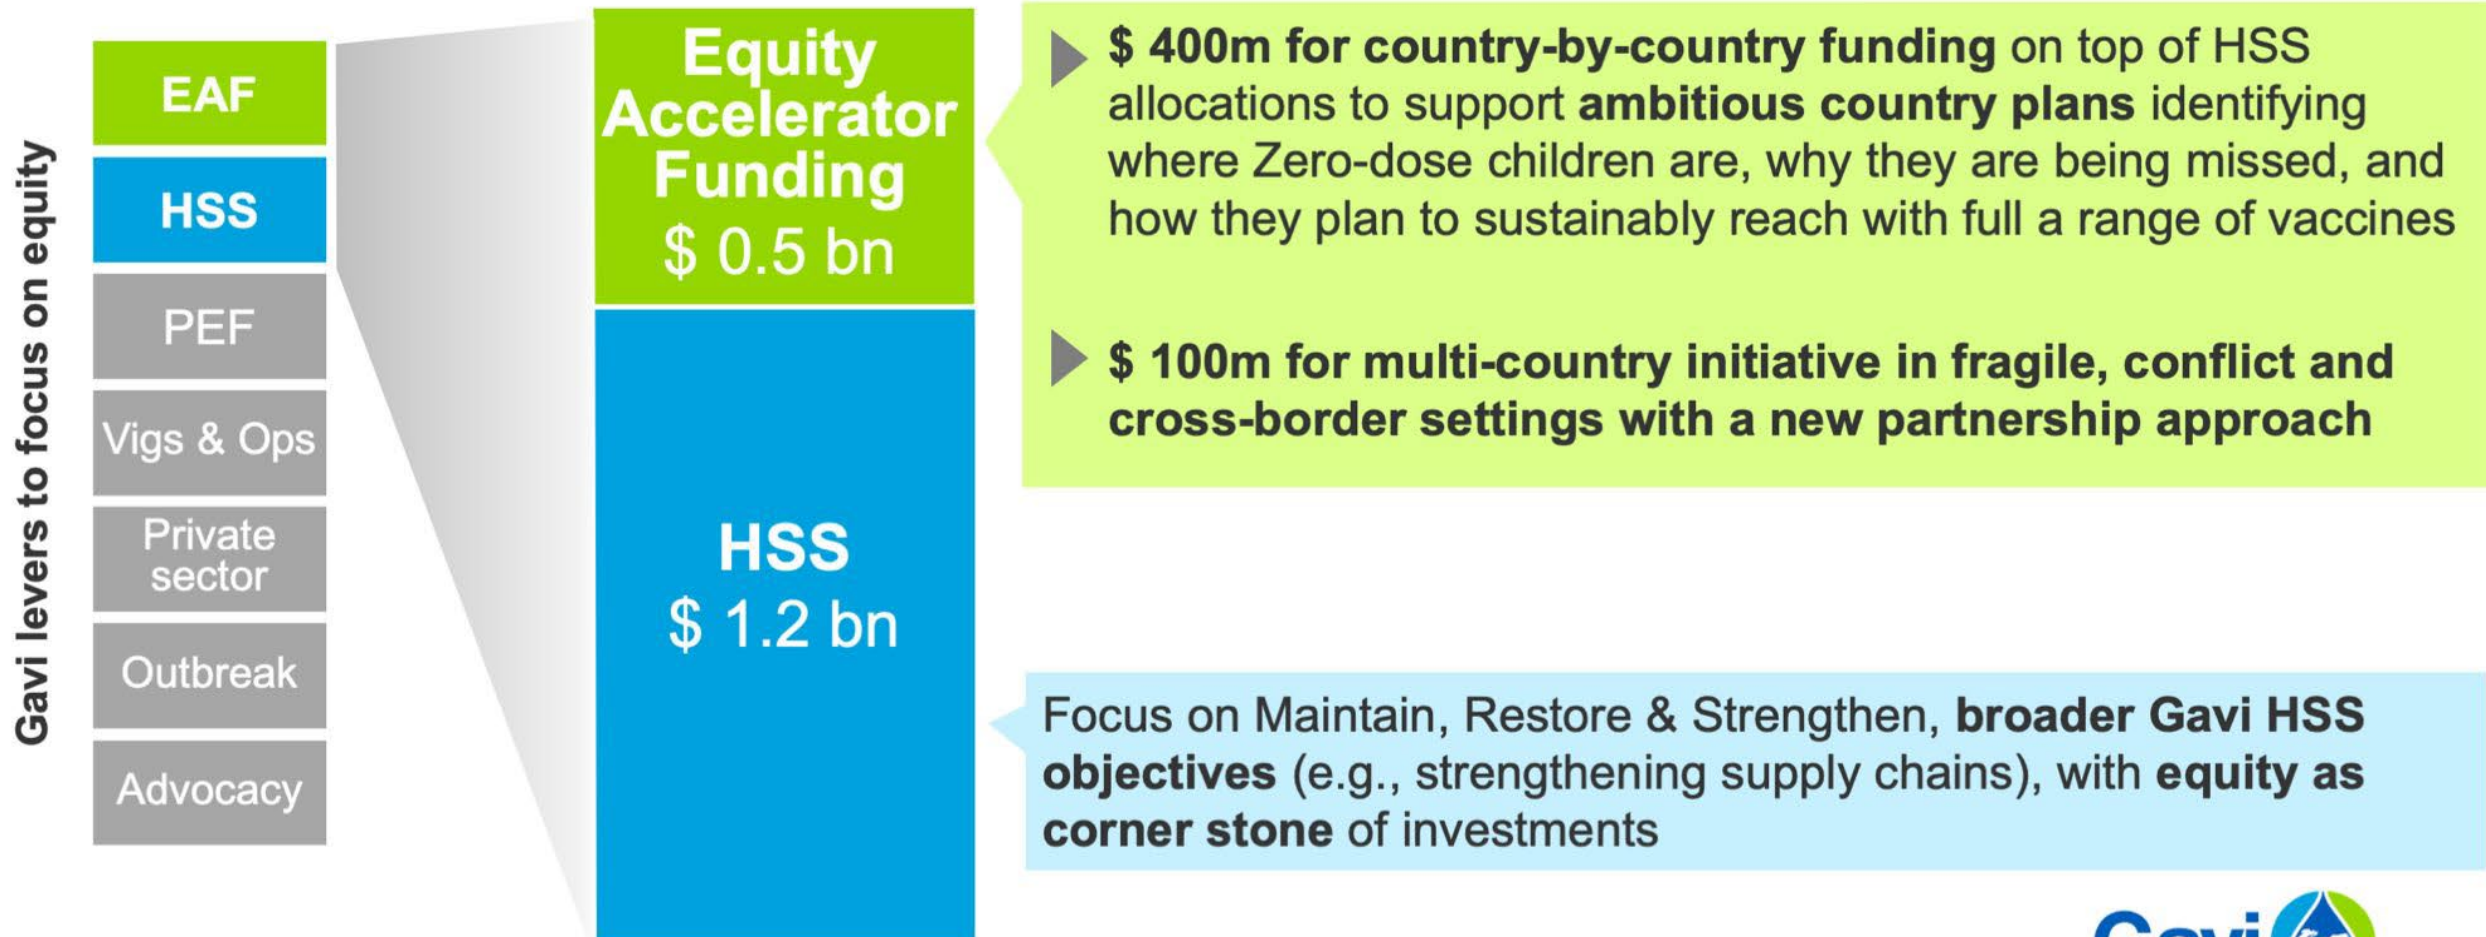 Gavi levers to focus on equity
EAF
HSS
PEF
Vigs & Ops
Private
sector
Outbreak
Advocacy
Equity
Accelerator
Funding
$ 0.5 bn
HSS
$ 1.2 bn
$ 400m for country-by-country funding on top of HSS
allocations to support ambitious country plans identifying
where Zero-dose children are, why they are being missed, and
how they plan to sustainably reach with full a range of vaccines
$ 100m for multi-country initiative in fragile, conflict and
cross-border settings with a new partnership approach
Focus on Maintain, Restore & Strengthen, broader Gavi HSS
objectives (e.g., strengthening supply chains), with equity as
corner stone of investments
Gavi